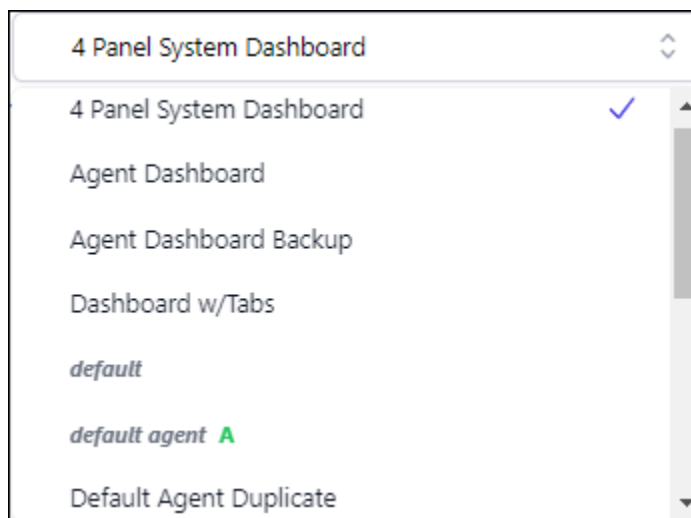 4 Panel System Dashboard
4 Panel System Dashboard
Agent Dashboard
Agent Dashboard Backup
Dashboard w/Tabs
default
default agent A
Default Agent Duplicate